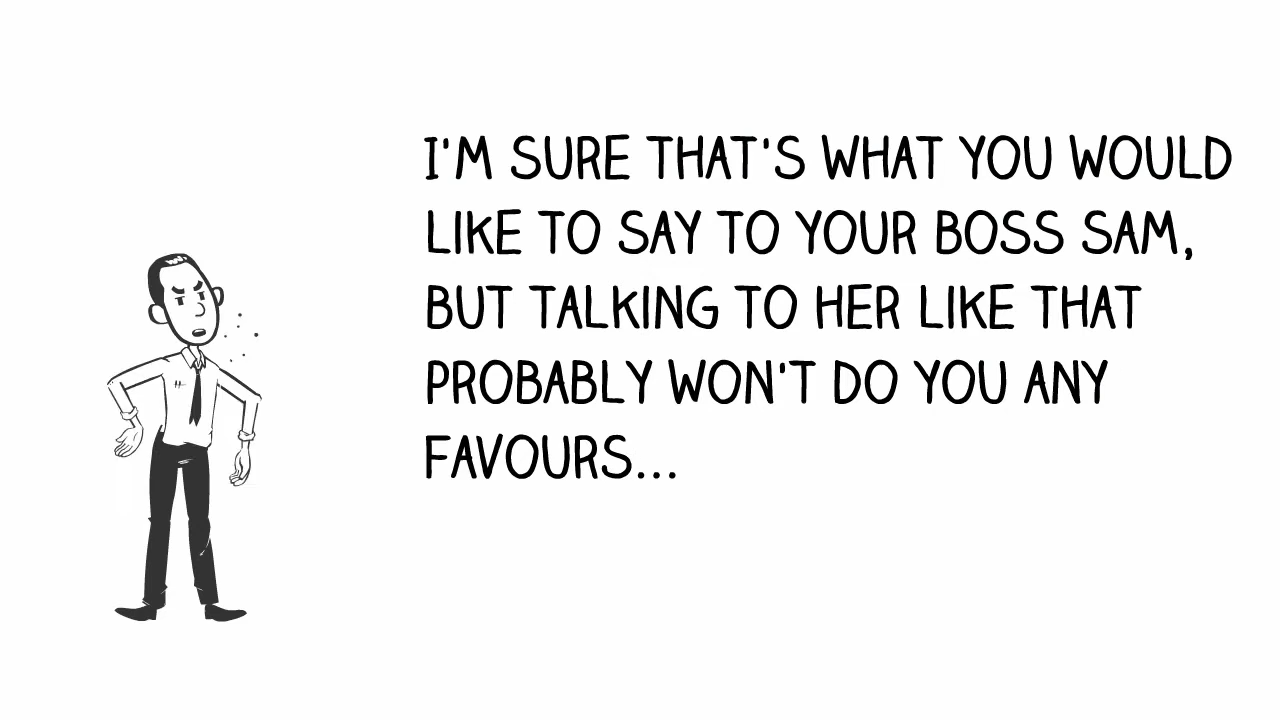 I'M SURE THAT'S WHAT YOU WOULD
LIKE TO SAY TO YOUR BOSS SAM,
BUT TALKING TO HER LIKE THAT
PROBABLY WON'T DO YOU ANY
FAVOURS...